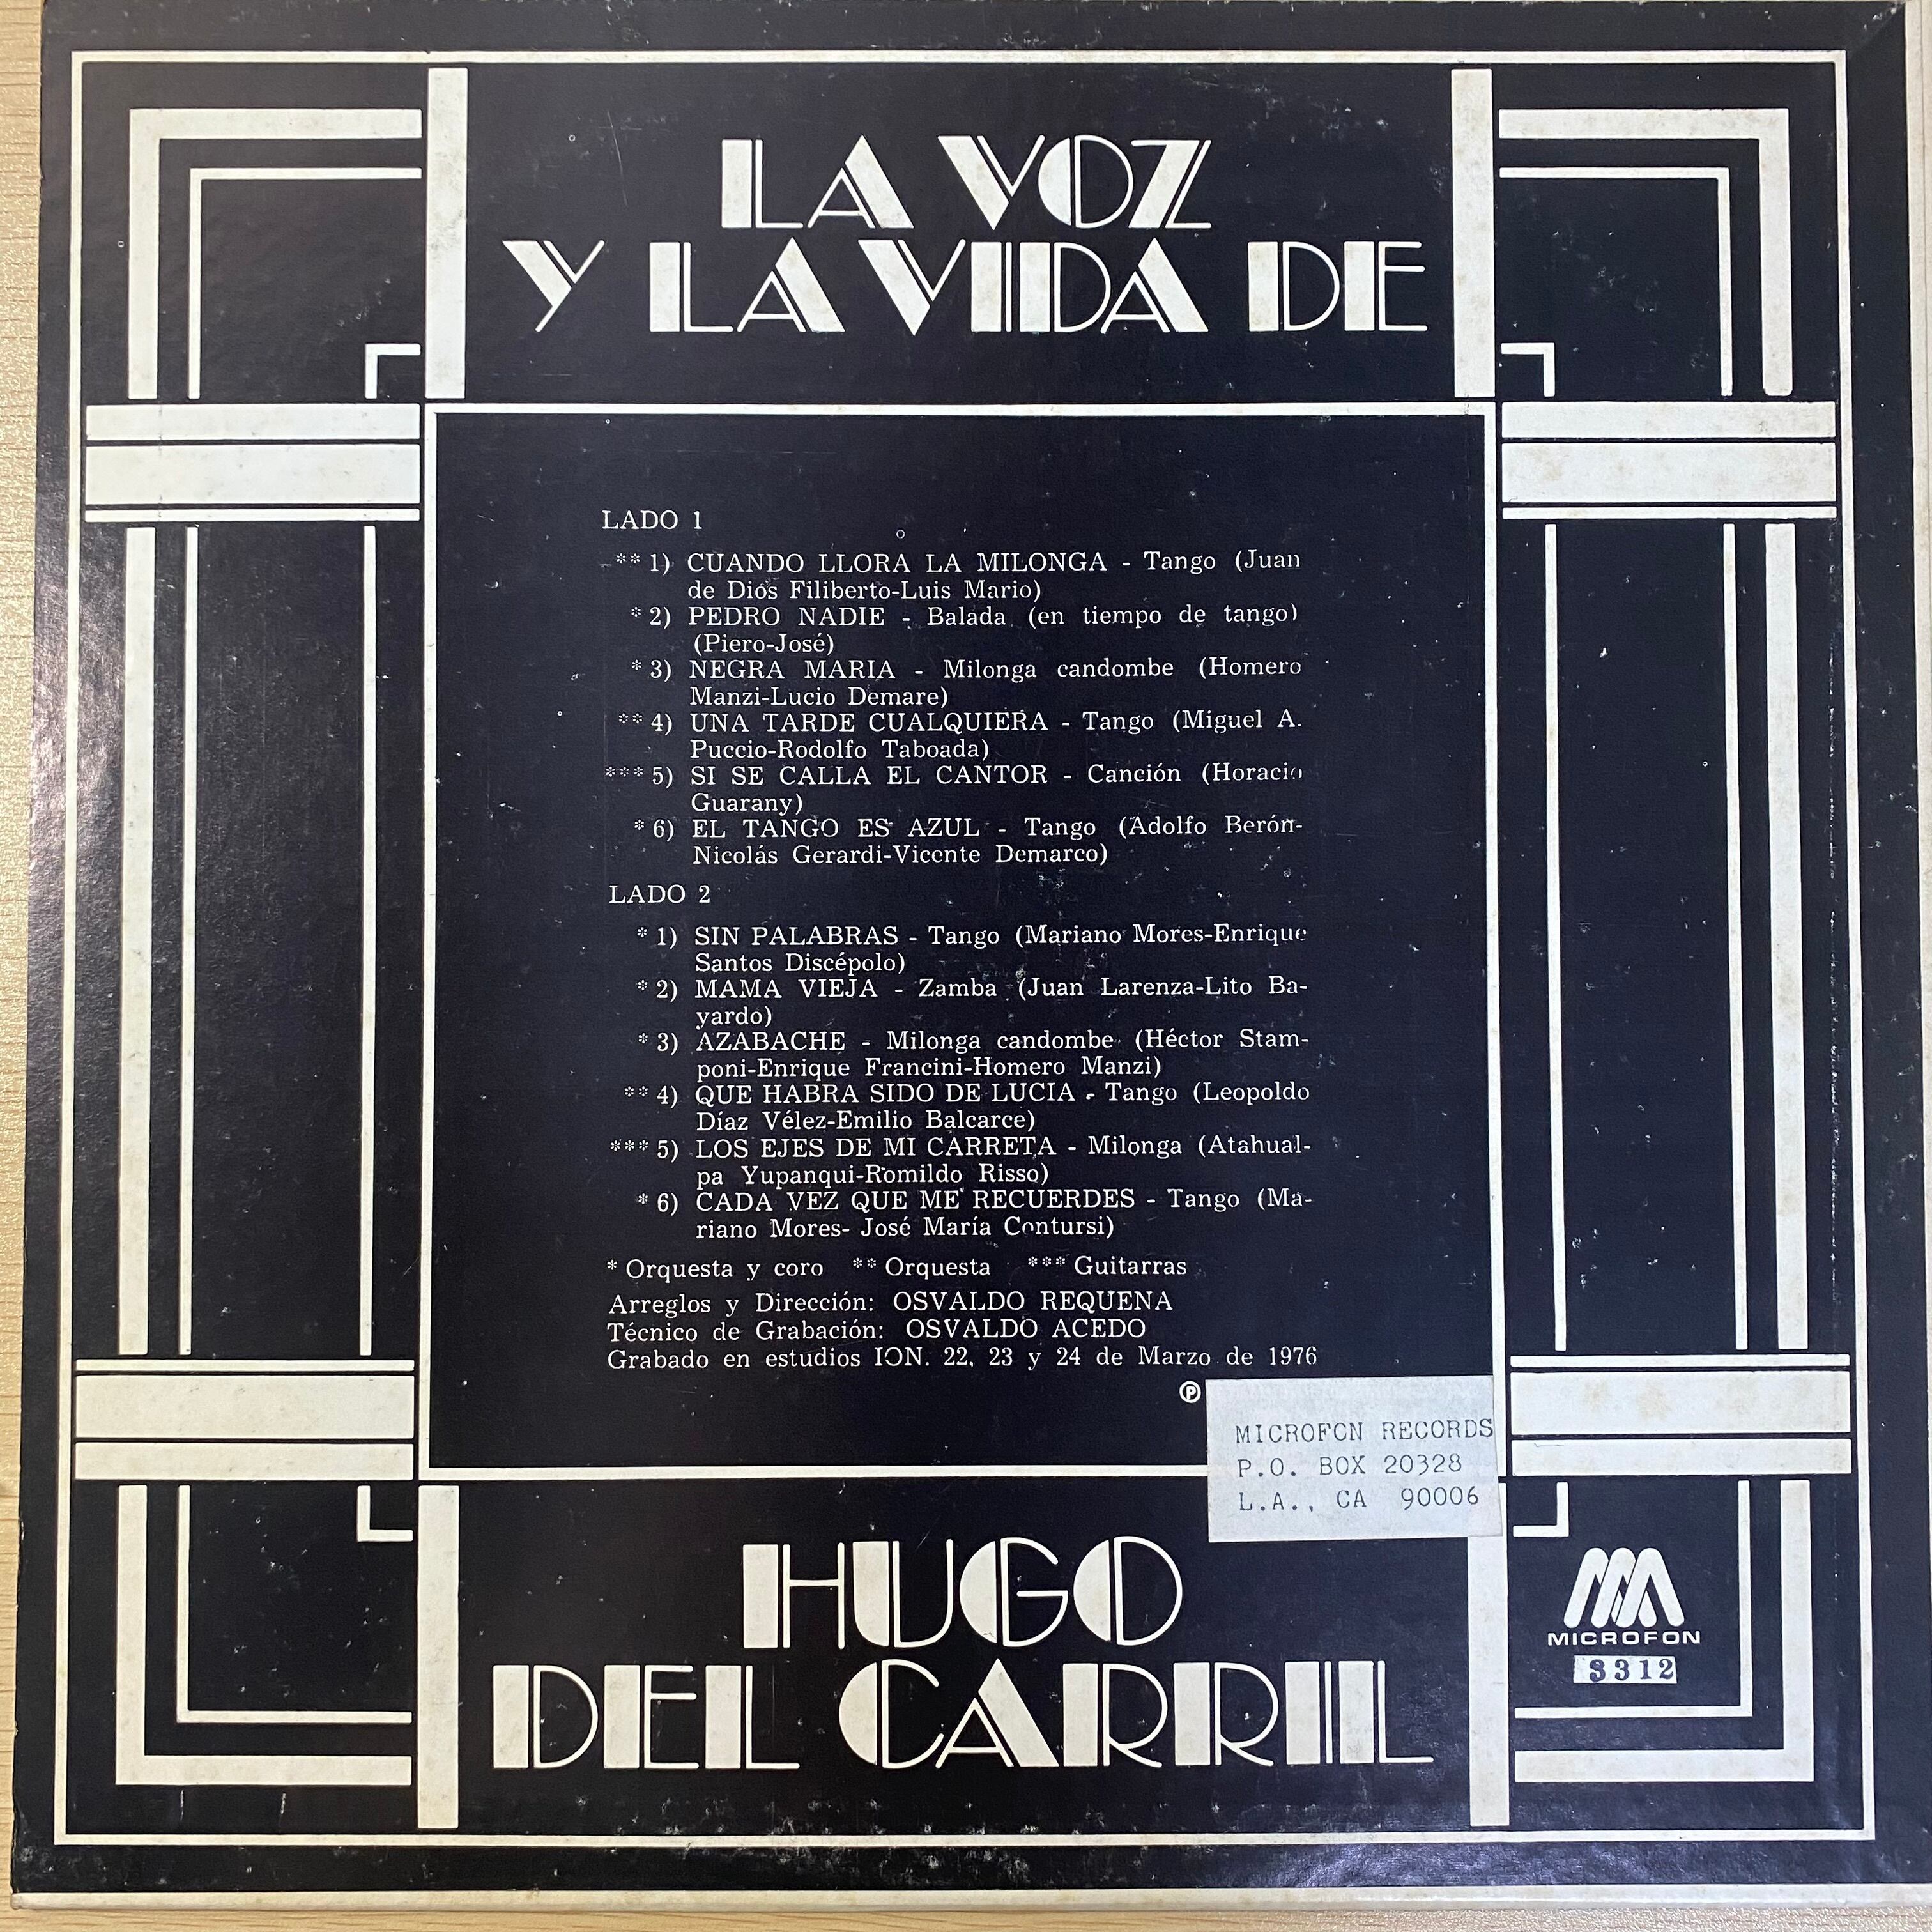 LA VOZ
Y LA VIDA DE
LADO 1
** 1) CUANDO LLORA LA MILONGA - Tango (Juan
de Dios Filiberto-Luis Mario)
* 2) PEDRO NADIE - Balada (en tiempo de tango)
(Piero-José)
* 3) NEGRA MARIA - Milonga candombe (Homero
Manzi-Lucio Demare)
** 4) UNA TARDE CUALQUIERA - Tango (Miguel A.
Puccio-Rodolfo Taboada)
*** 5) SI SE CALLA EL CANTOR - Canción (Horacio
Guarany)
* 6) EL TANGO ES AZUL - Tango (Adolfo Berón-
Nicolás Gerardi-Vicente Demarco)
LADO 2
* 1) SIN PALABRAS - Tango (Mariano Mores-Enrique
Santos Discépolo)
* 2) MAMA VIEJA - Zamba (Juan Larenza-Lito Ba-
yardo)
* 3) AZABACHE - Milonga candombe (Héctor Stam-
poni-Enrique Francini-Homero Manzi)
** 4) QUE HABRA SIDO DE LUCIA - Tango (Leopoldo
Díaz Vélez-Emilio Balcarce)
*** 5) LOS EJES DE MI CARRETA - Milonga (Atahual-
pa Yupanqui-Romildo Risso)
* 6) CADA VEZ QUE ME RECUERDES - Tango (Ma-
riano Mores- José María Contursi)
* Orquesta y coro ** Orquesta *** Guitarras
Arreglos y Dirección: OSVALDO REQUENA
Técnico de Grabación: OSVALDO ACEDO
Grabado en estudios ION. 22, 23 y 24 de Marzo de 1976
℗
MICROFON RECORDS
P.O. BOX 20328
L.A., CA 90006
HUGO
DEL CARRIL
MICROFON
3312